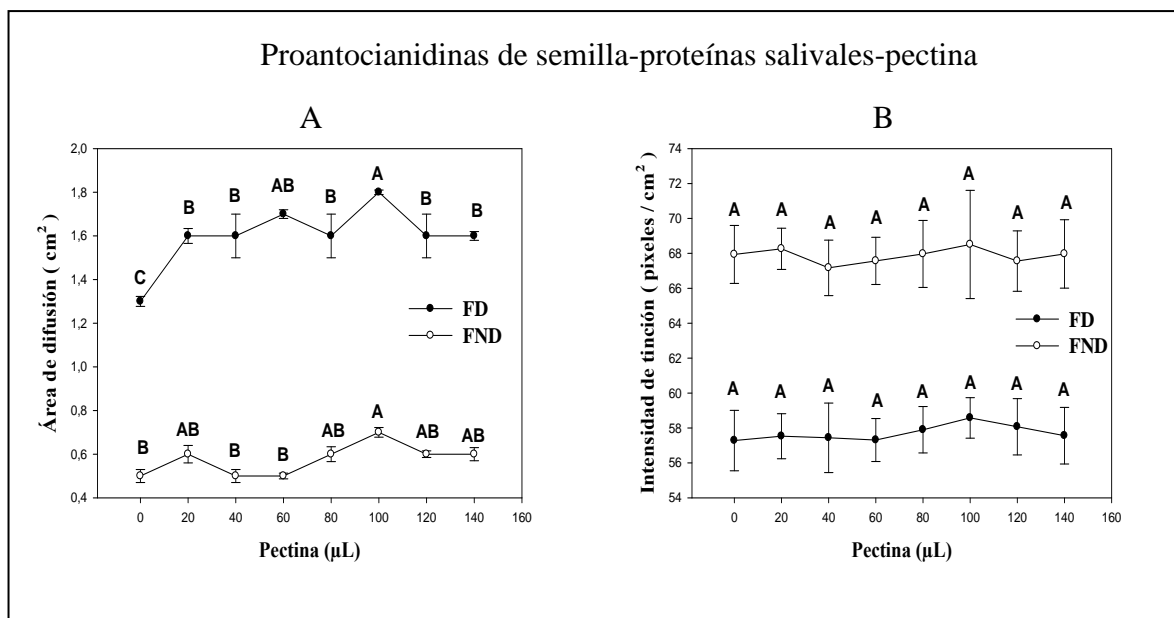 Proantocianidinas de semilla-proteínas salivales-pectina
A
2,0
1,8
1,6
1,4
1,2
1,0
0,8
0,6
0,4
Área de difusión ( cm2 )
C
B
B
AB
B
A
B
B
FD
FND
B
AB
B
B
AB
A
AB
AB
0 20 40 60 80 100 120 140 160
Pectina (µL)
B
74
72
70
68
66
64
62
60
58
56
54
Intensidad de tinción ( pixeles / cm2 )
A
A
A
A
A
A
A
A
FD
FND
A
A
A
A
A
A
A
A
0 20 40 60 80 100 120 140 160
Pectina (µL)